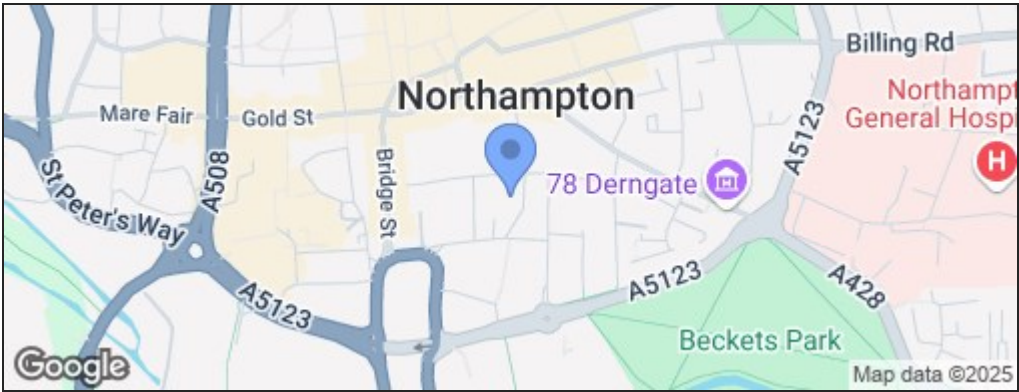 Billing Rd
Northampton
Northampt
General Hospi
Mare Fair
Gold St
A5123
A508
Bridge St
78 Derngate
H
St Peter's Way
A5123
A5123
A428
Beckets Park
Google
Map data ©2025